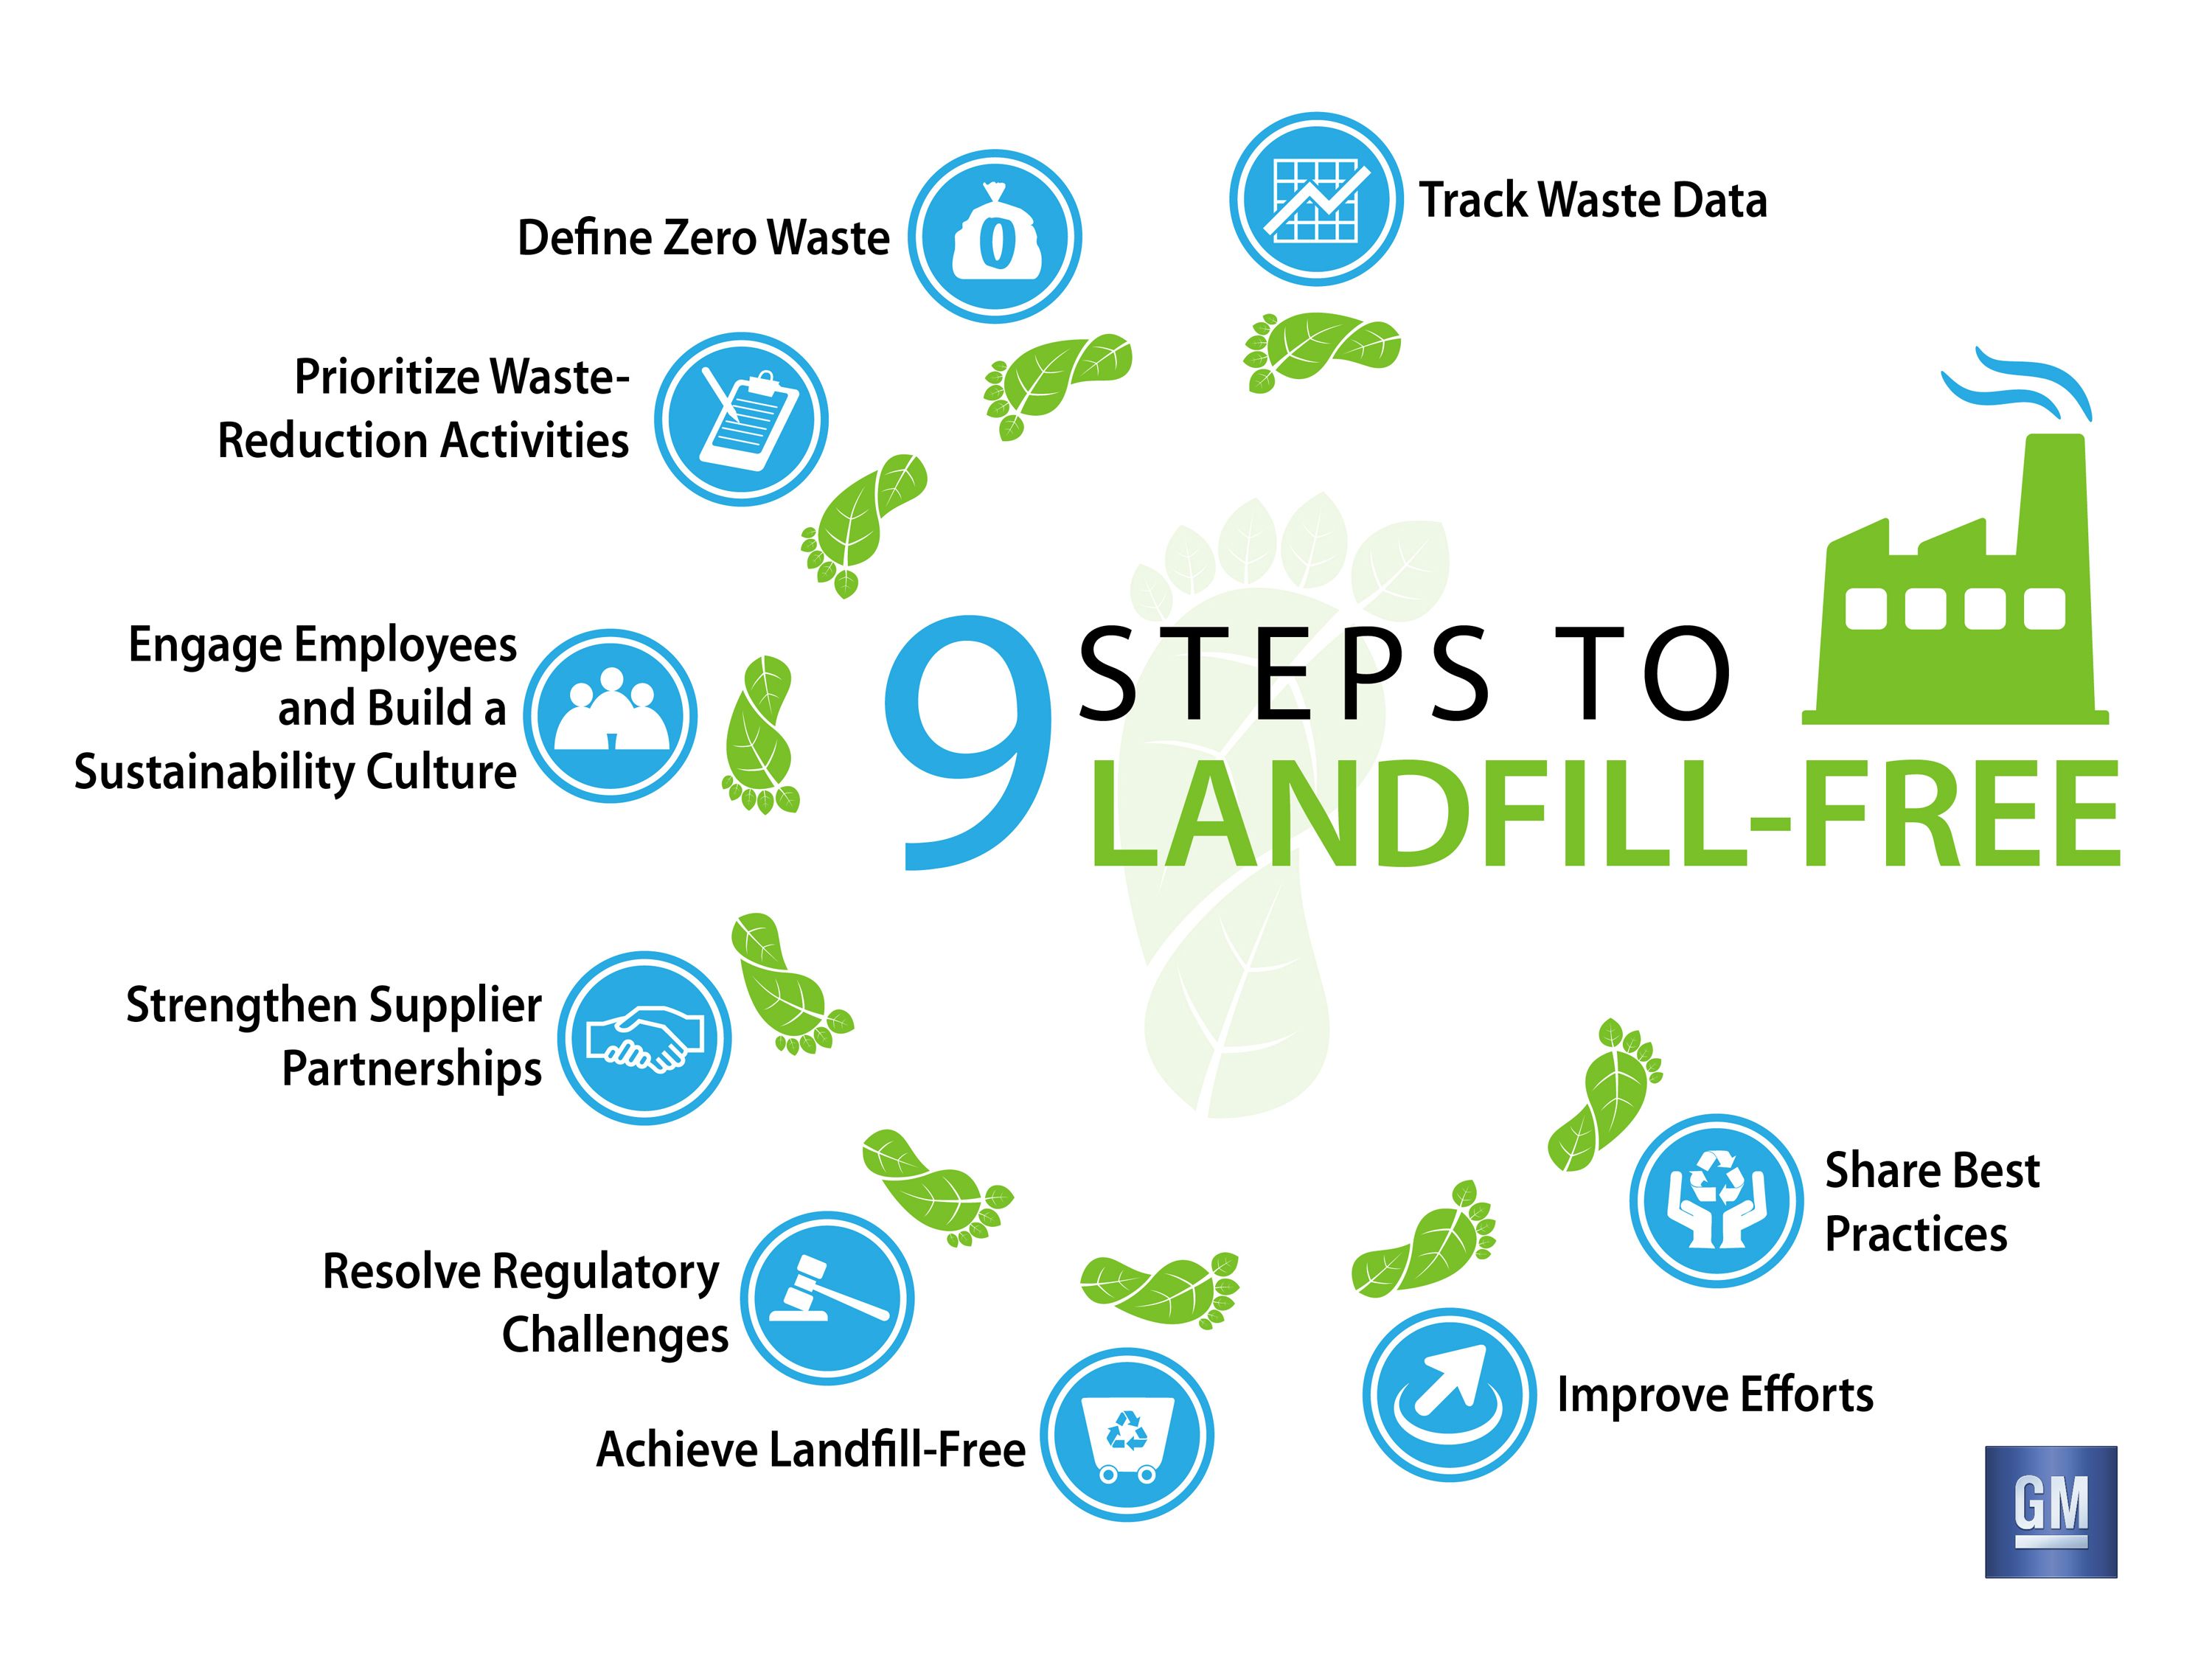 Track Waste Data
Define Zero Waste
0
Prioritize Waste-
Reduction Activities
Engage Employees
and Build a
Sustainability Culture
9 STEPS TO
LANDFILL-FREE
Strengthen Supplier
Partnerships
Resolve Regulatory
Challenges
Achieve Landfill-Free
Improve Efforts
Share Best
Practices
GM